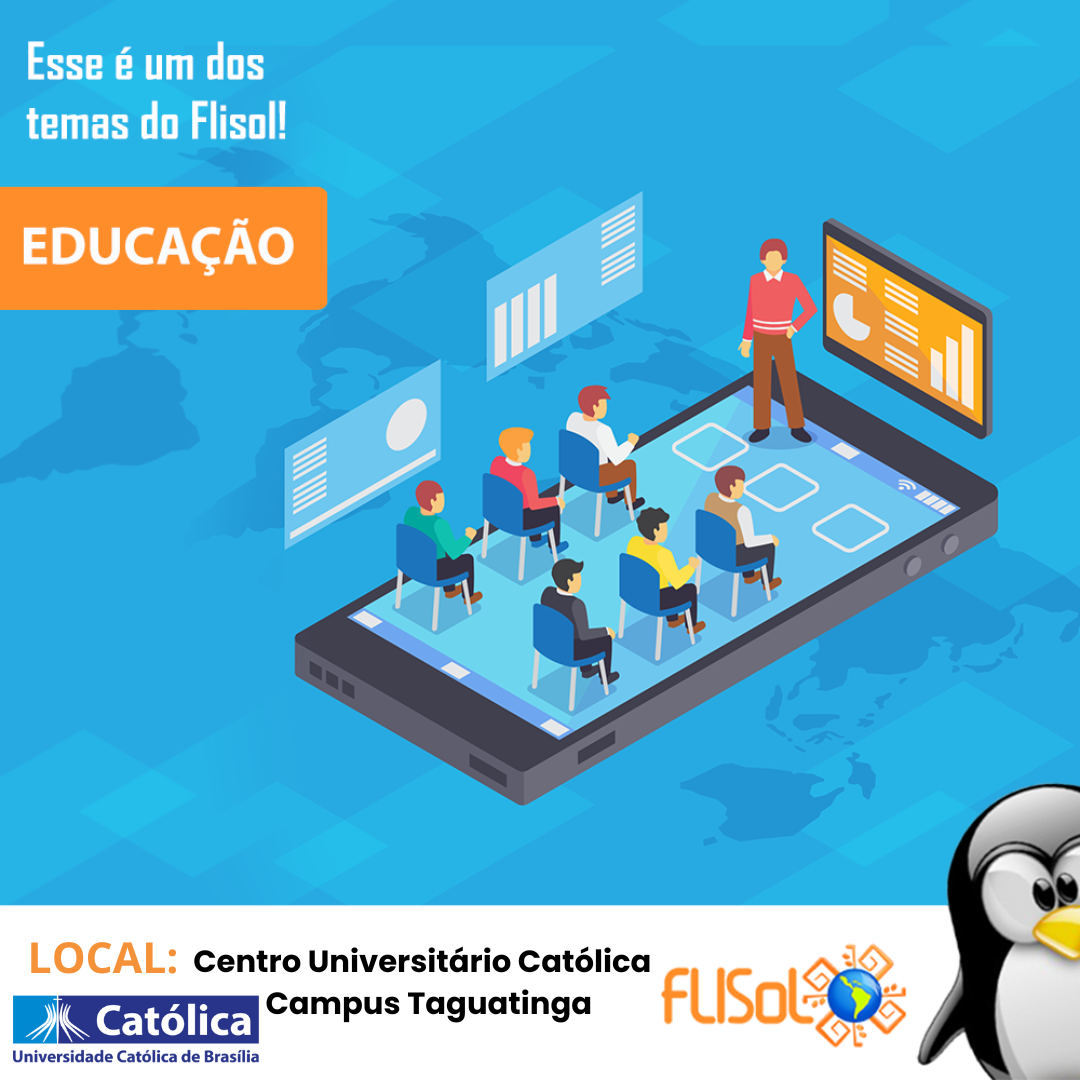 Esse é um dos
temas do Flisol!
EDUCAÇÃO
LOCAL: Centro Universitário Católica
Campus Taguatinga
Católica
Universidade Católica de Brasília
FLISoL